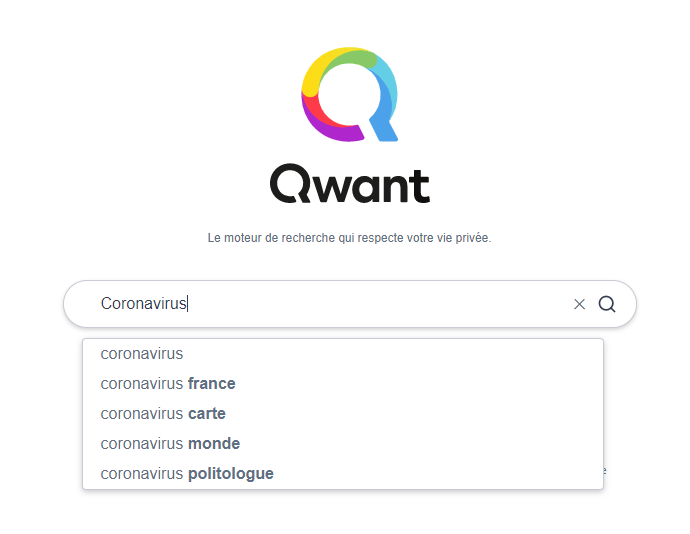 Qwant
Le moteur de recherche qui respecte votre vie privée.
Coronavirus
coronavirus
coronavirus france
coronavirus carte
coronavirus monde
coronavirus politologue